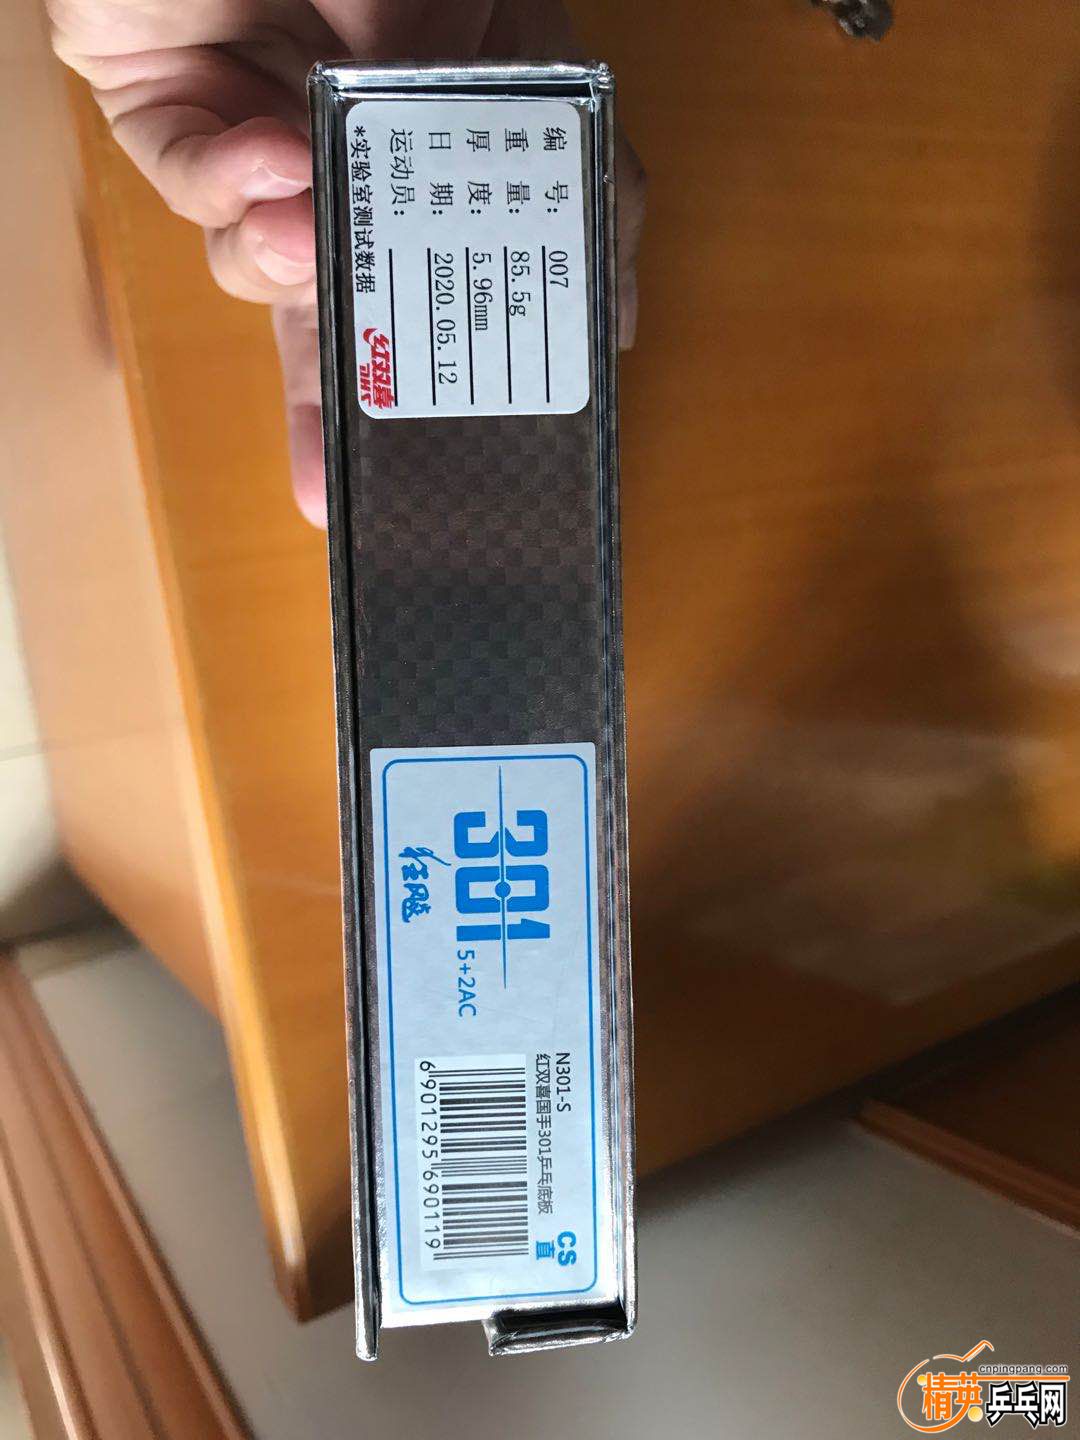 编 号: 007
重 量: 85.5g
厚 度: 5.96mm
日 期: 2020.05.12
运动员:
*实验室测试数据
红双喜
DHS
301
5+2AC
狂飚
N301-S
红双喜国手301乒乓底板
CS
直
6901295690119
cnpingpang.com
精英乒乓网